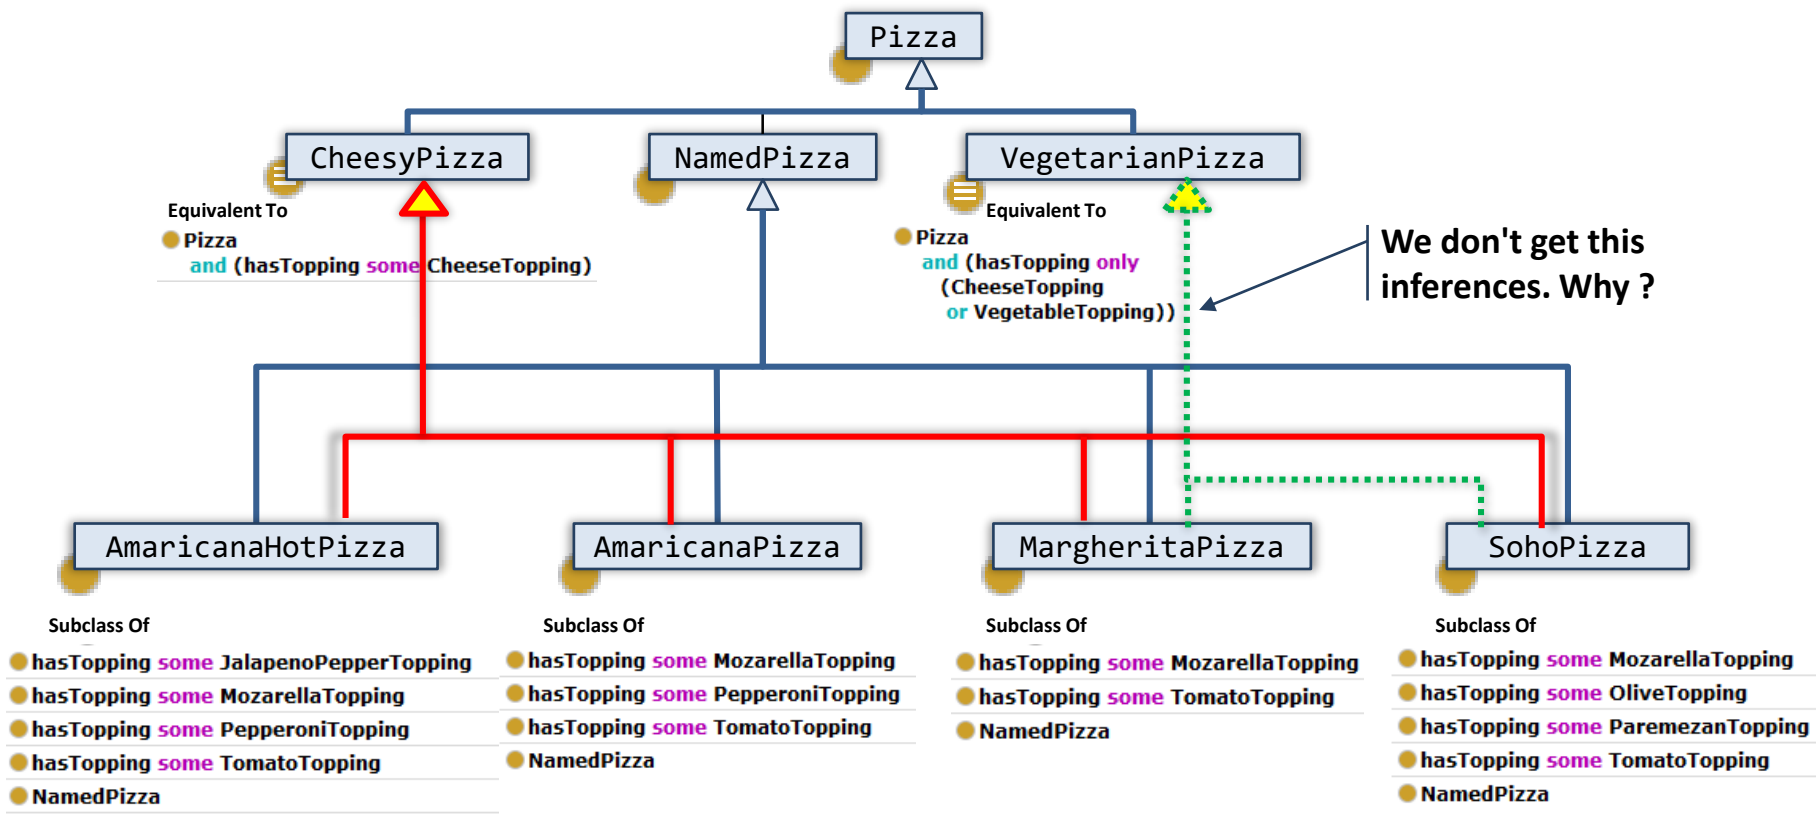 Pizza
CheesyPizza
NamedPizza
VegetarianPizza
Equivalent To
Pizza
and (hasTopping some CheeseTopping)
Equivalent To
Pizza
and (hasTopping only
(CheeseTopping
or VegetableTopping))
We don't get this
inferences. Why ?
AmaricanaHotPizza
AmaricanaPizza
MargheritaPizza
SohoPizza
Subclass Of
hasTopping some JalapenoPepperTopping
hasTopping some MozarellaTopping
hasTopping some PepperoniTopping
hasTopping some TomatoTopping
NamedPizza
Subclass Of
hasTopping some MozarellaTopping
hasTopping some PepperoniTopping
hasTopping some TomatoTopping
NamedPizza
Subclass Of
hasTopping some MozarellaTopping
hasTopping some TomatoTopping
NamedPizza
Subclass Of
hasTopping some MozarellaTopping
hasTopping some OliveTopping
hasTopping some ParemezanTopping
hasTopping some TomatoTopping
NamedPizza